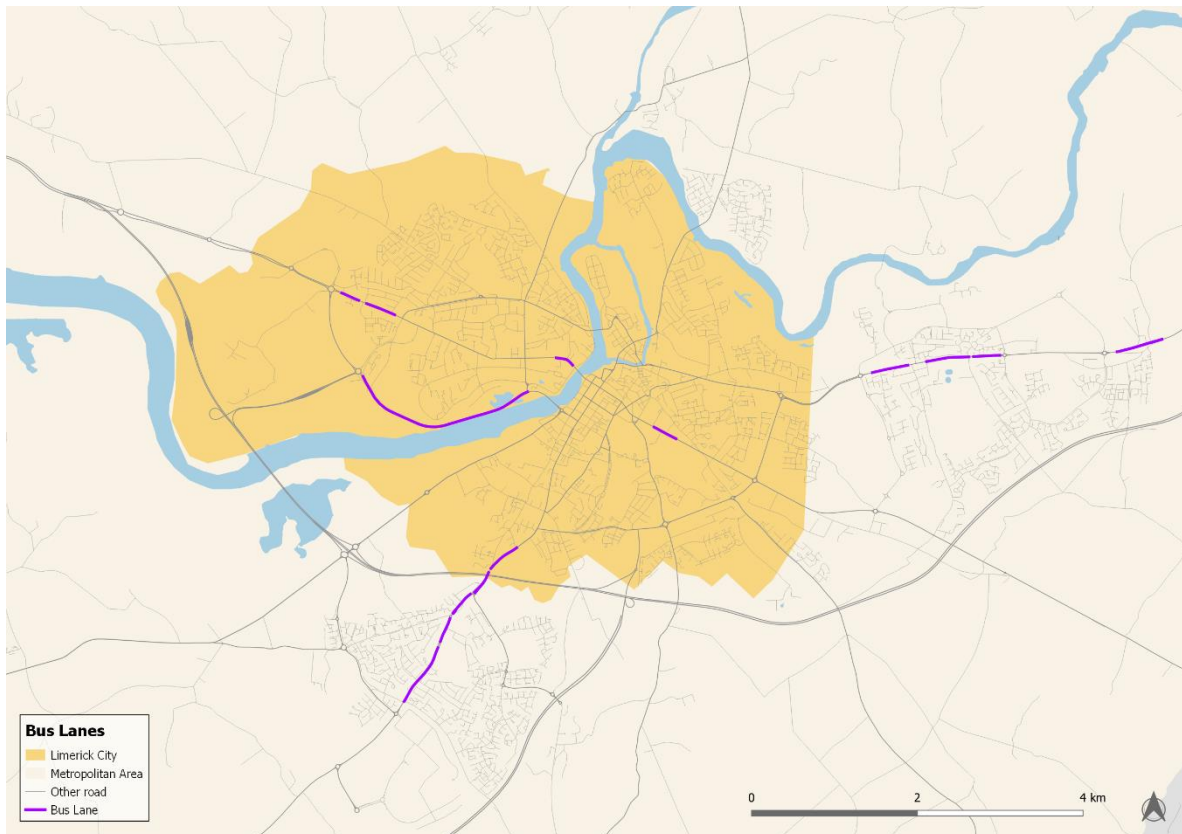 Bus Lanes
Limerick City
Metropolitan Area
Other road
Bus Lane
0 2 4 km